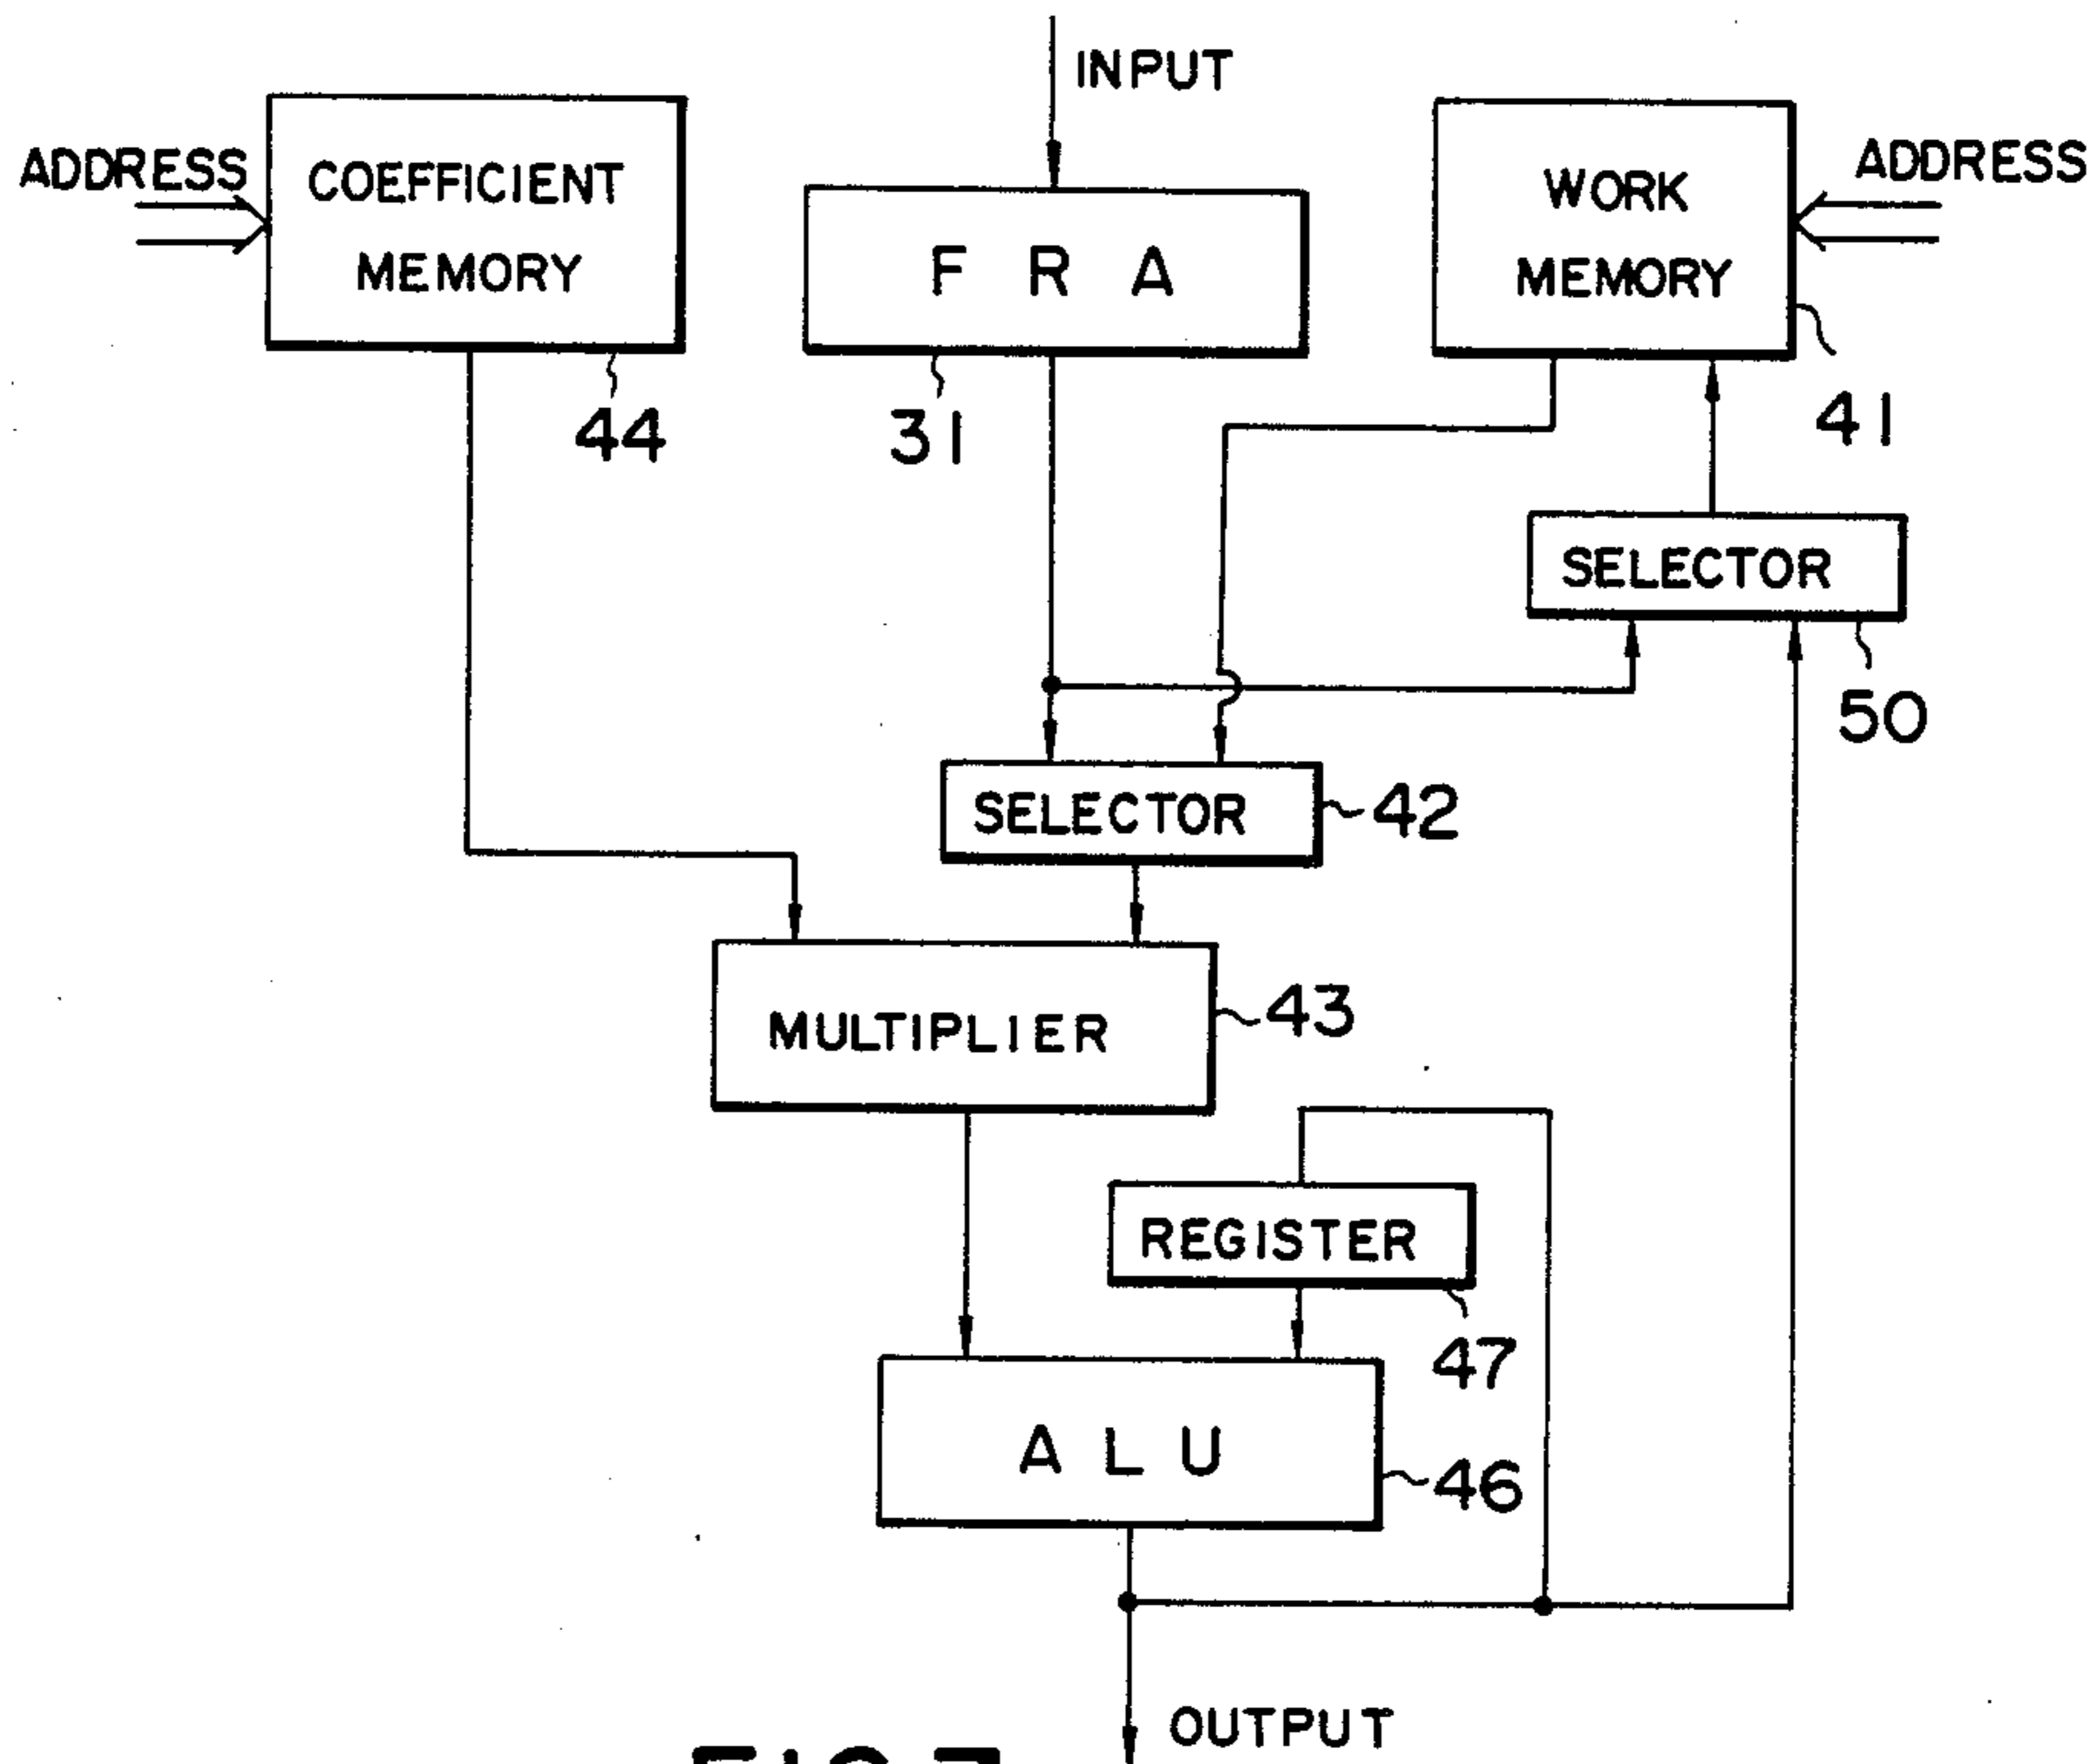 INPUT
ADDRESS
COEFFICIENT
MEMORY
F R A
WORK
MEMORY
ADDRESS
44
31
41
SELECTOR
50
SELECTOR
42
MULTIPLIER
43
REGISTER
47
A L U
46
OUTPUT